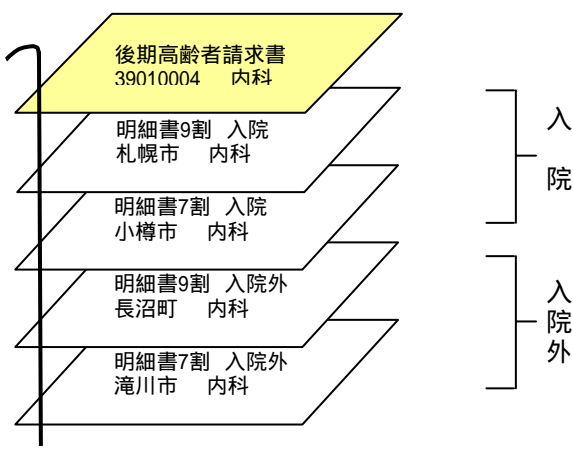 後期高齢者請求書
39010004 内科
明細書9割 入院
札幌市 内科
明細書7割 入院
小樽市 内科
明細書9割 入院外
長沼町 内科
明細書7割 入院外
滝川市 内科
入院
入院外